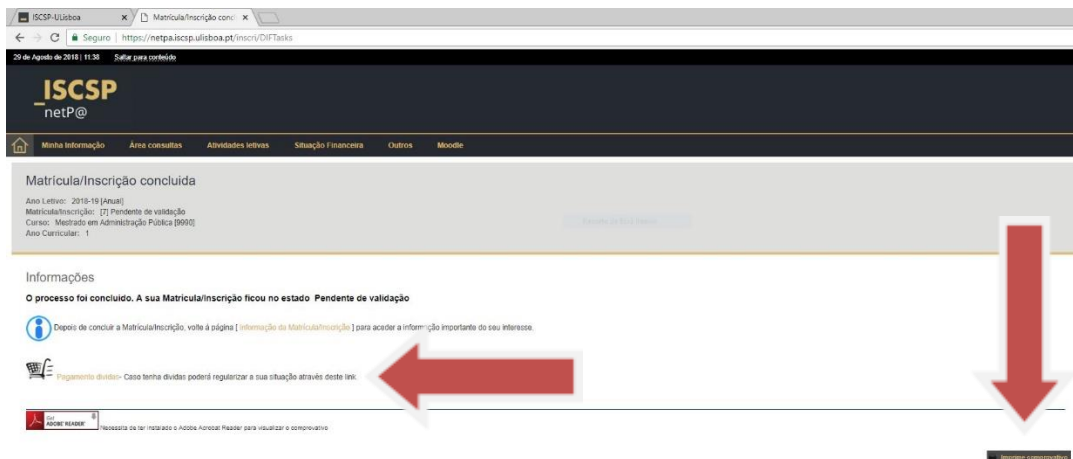 ISCSP-ULisboa
Matrícula/Inscrição conc
Seguro | https://netpa.iscsp.ulisboa.pt/inscri/DIFTasks
29 de Agosto de 2018 | 11:38 Saltar para conteúdo
_ISCSP
netP@
Minha Informação Área consultas Atividades letivas Situação Financeira Outros Moodle
Matrícula/Inscrição concluida
Ano Letivo: 2018-19 [Anual]
Matrícula/Inscrição: [7] Pendente de validação
Curso: Mestrado em Administração Pública [9990]
Ano Curricular: 1
Informações
O processo foi concluído. A sua Matrícula/Inscrição ficou no estado Pendente de validação
Depois de concluir a Matrícula/Inscrição, volte á página [ Informação da Matrícula/Inscrição ] para aceder a informação importante do seu interesse.
Pagamento dividas- Caso tenha dívidas poderá regularizar a sua situação através deste link.
Get
ADOBE READER
Necessita de ter instalado o Adobe Acrobat Reader para visualizar o comprovativo
Imprime comprovativo